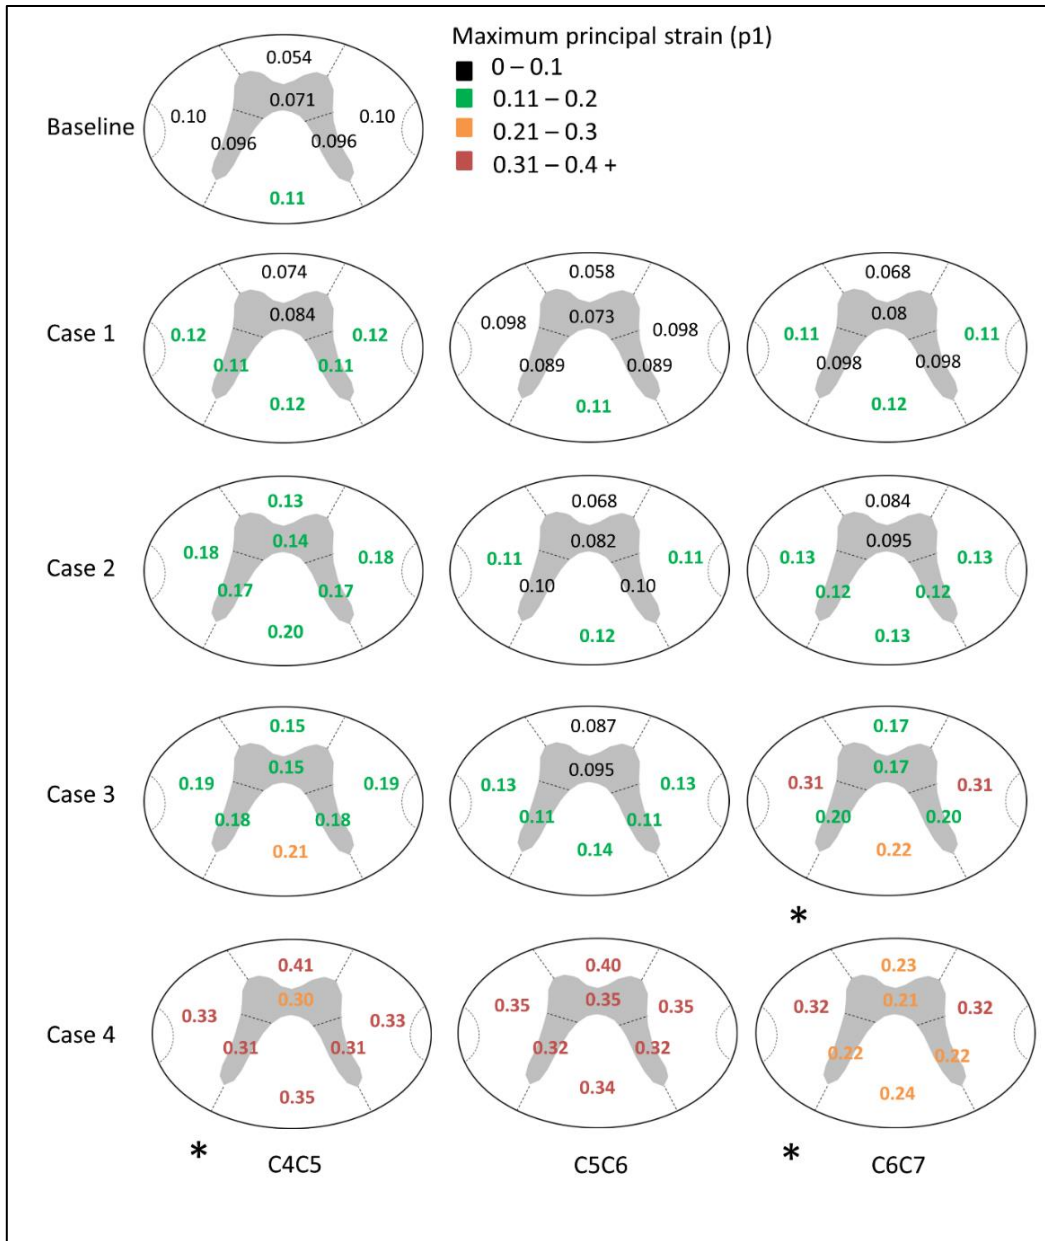 Maximum principal strain (p1)
0 – 0.1
0.11 – 0.2
0.21 – 0.3
0.31 – 0.4 +
Baseline
0.054
0.071
0.10 0.10
0.096 0.096
0.11
Case 1
0.074 0.058 0.068
0.084 0.073 0.08
0.12 0.12 0.098 0.098 0.11 0.11
0.11 0.11 0.089 0.089 0.098 0.098
0.12 0.11 0.12
Case 2
0.13 0.068 0.084
0.14 0.082 0.095
0.18 0.18 0.11 0.11 0.13 0.13
0.17 0.17 0.10 0.10 0.12 0.12
0.20 0.12 0.13
Case 3
0.15 0.087 0.17
0.15 0.095 0.17
0.19 0.19 0.13 0.13 0.31 0.31
0.18 0.18 0.11 0.11 0.20 0.20
0.21 0.14 0.22
*
Case 4
0.41 0.40 0.23
0.30 0.35 0.21
0.33 0.33 0.35 0.35 0.32 0.32
0.31 0.31 0.32 0.32 0.22 0.22
0.35 0.34 0.24
* *
C4C5 C5C6 C6C7